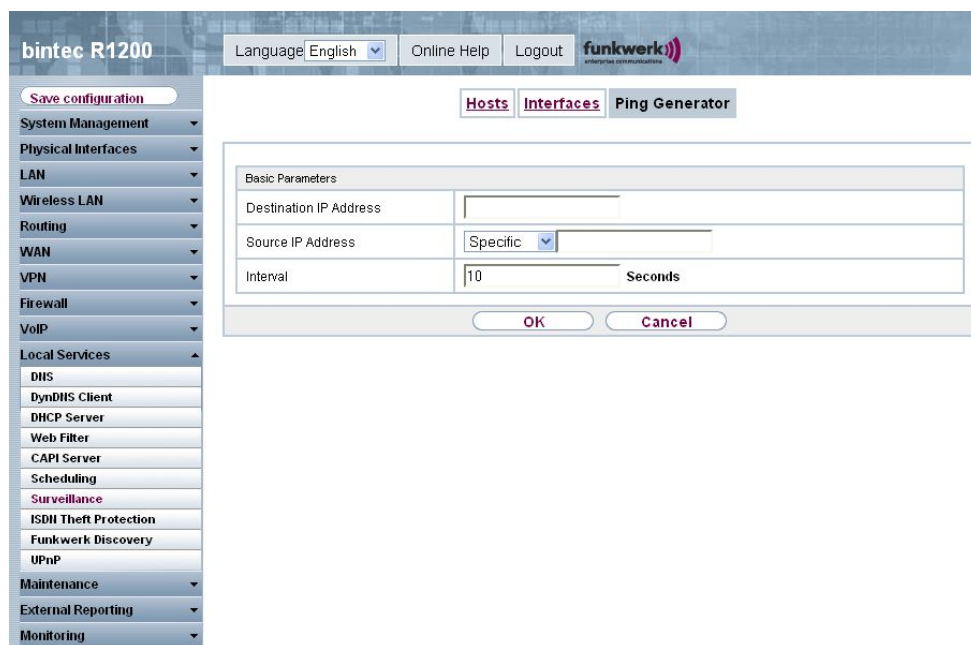 bintec R1200
Language English
Online Help
Logout
funkwerk
enterprise communications
Save configuration
System Management
Physical Interfaces
LAN
Wireless LAN
Routing
WAN
VPN
Firewall
VoIP
Local Services
DNS
DynDNS Client
DHCP Server
Web Filter
CAPI Server
Scheduling
Surveillance
ISDN Theft Protection
Funkwerk Discovery
UPnP
Maintenance
External Reporting
Monitoring
Hosts
Interfaces
Ping Generator
Basic Parameters
Destination IP Address
Source IP Address
Specific
Interval
10
Seconds
OK
Cancel